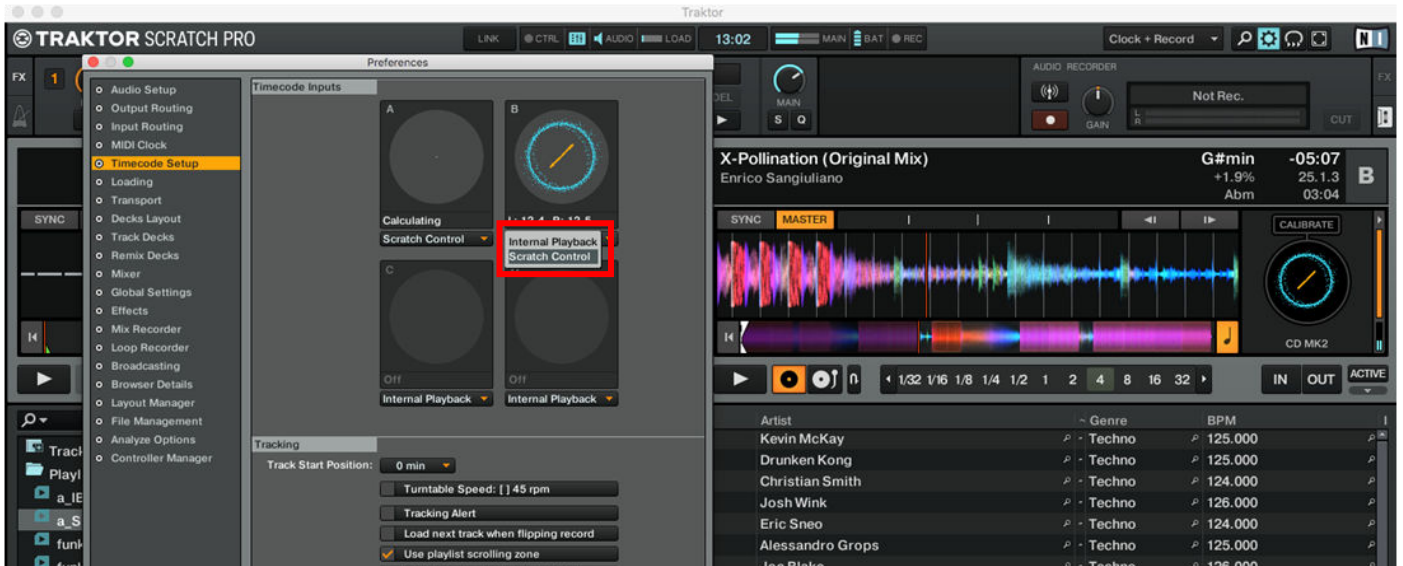 Traktor
TRAKTOR SCRATCH PRO
LINK CTRL AUDIO LOAD 13:02 MAIN BAT REC Clock + Record
FX 1
Preferences
Audio Setup
Output Routing
Input Routing
MIDI Clock
Timecode Setup
Loading
Transport
Decks Layout
Track Decks
Remix Decks
Mixer
Global Settings
Effects
Mix Recorder
Loop Recorder
Broadcasting
Browser Details
Layout Manager
File Management
Analyze Options
Controller Manager
Timecode Inputs
A B
Calculating
Scratch Control
Internal Playback
Scratch Control
C
Off Off
Internal Playback Internal Playback
Tracking
Track Start Position: 0 min
Turntable Speed: [ ] 45 rpm
Tracking Alert
Load next track when flipping record
Use playlist scrolling zone
SYNC
MAIN
S Q
AUDIO RECORDER
GAIN
L
R
Not Rec.
CUT
FX
X-Pollination (Original Mix) G#min -05:07
Enrico Sangiuliano +1.9% 25.1.3
Abm 03:04
B
SYNC MASTER
CALIBRATE
CD MK2
1/32 1/16 1/8 1/4 1/2 1 2 4 8 16 32 IN OUT ACTIVE
Artist Genre BPM
Kevin McKay Techno 125.000
Drunken Kong Techno 125.000
Christian Smith Techno 124.000
Josh Wink Techno 126.000
Eric Sneo Techno 124.000
Alessandro Grops Techno 125.000